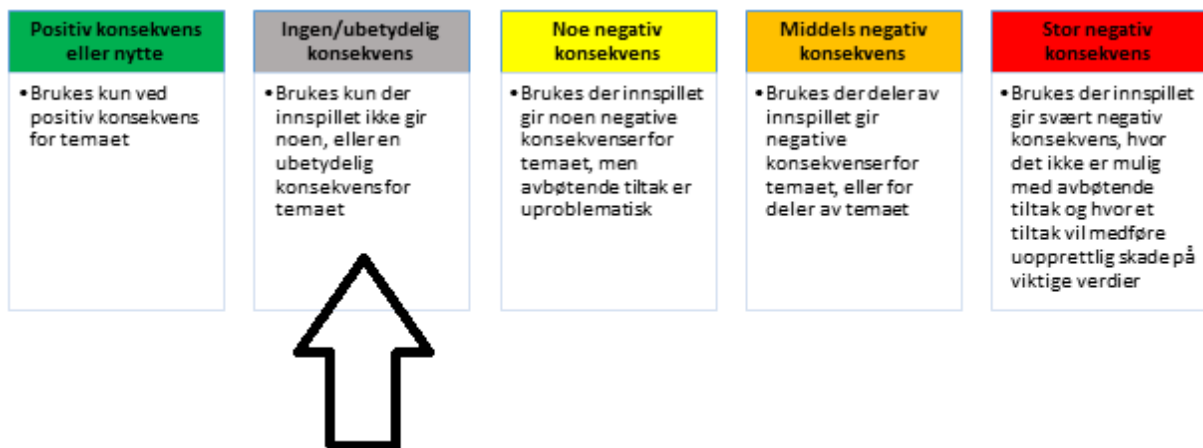 Positiv konsekvens
eller nytte
• Brukes kun ved
positiv konsekvens
for temaet
Ingen/ubetydelig
konsekvens
• Brukes kun der
innspillet ikke gir
noen, eller en
ubetydelig
konsekvens for
temaet
Noe negativ
konsekvens
• Brukes der innspillet
gir noen negative
konsekvenser for
temaet, men
avbøtende tiltak er
uproblematisk
Middels negativ
konsekvens
• Brukes der deler av
innspillet gir
negative
konsekvenser for
temaet, eller for
deler av temaet
Stor negativ
konsekvens
• Brukes der innspillet
gir svært negativ
konsekvens, hvor
det ikke er mulig
med avbøtende
tiltak og hvor et
tiltak vil medføre
uopprettlig skade på
viktige verdier